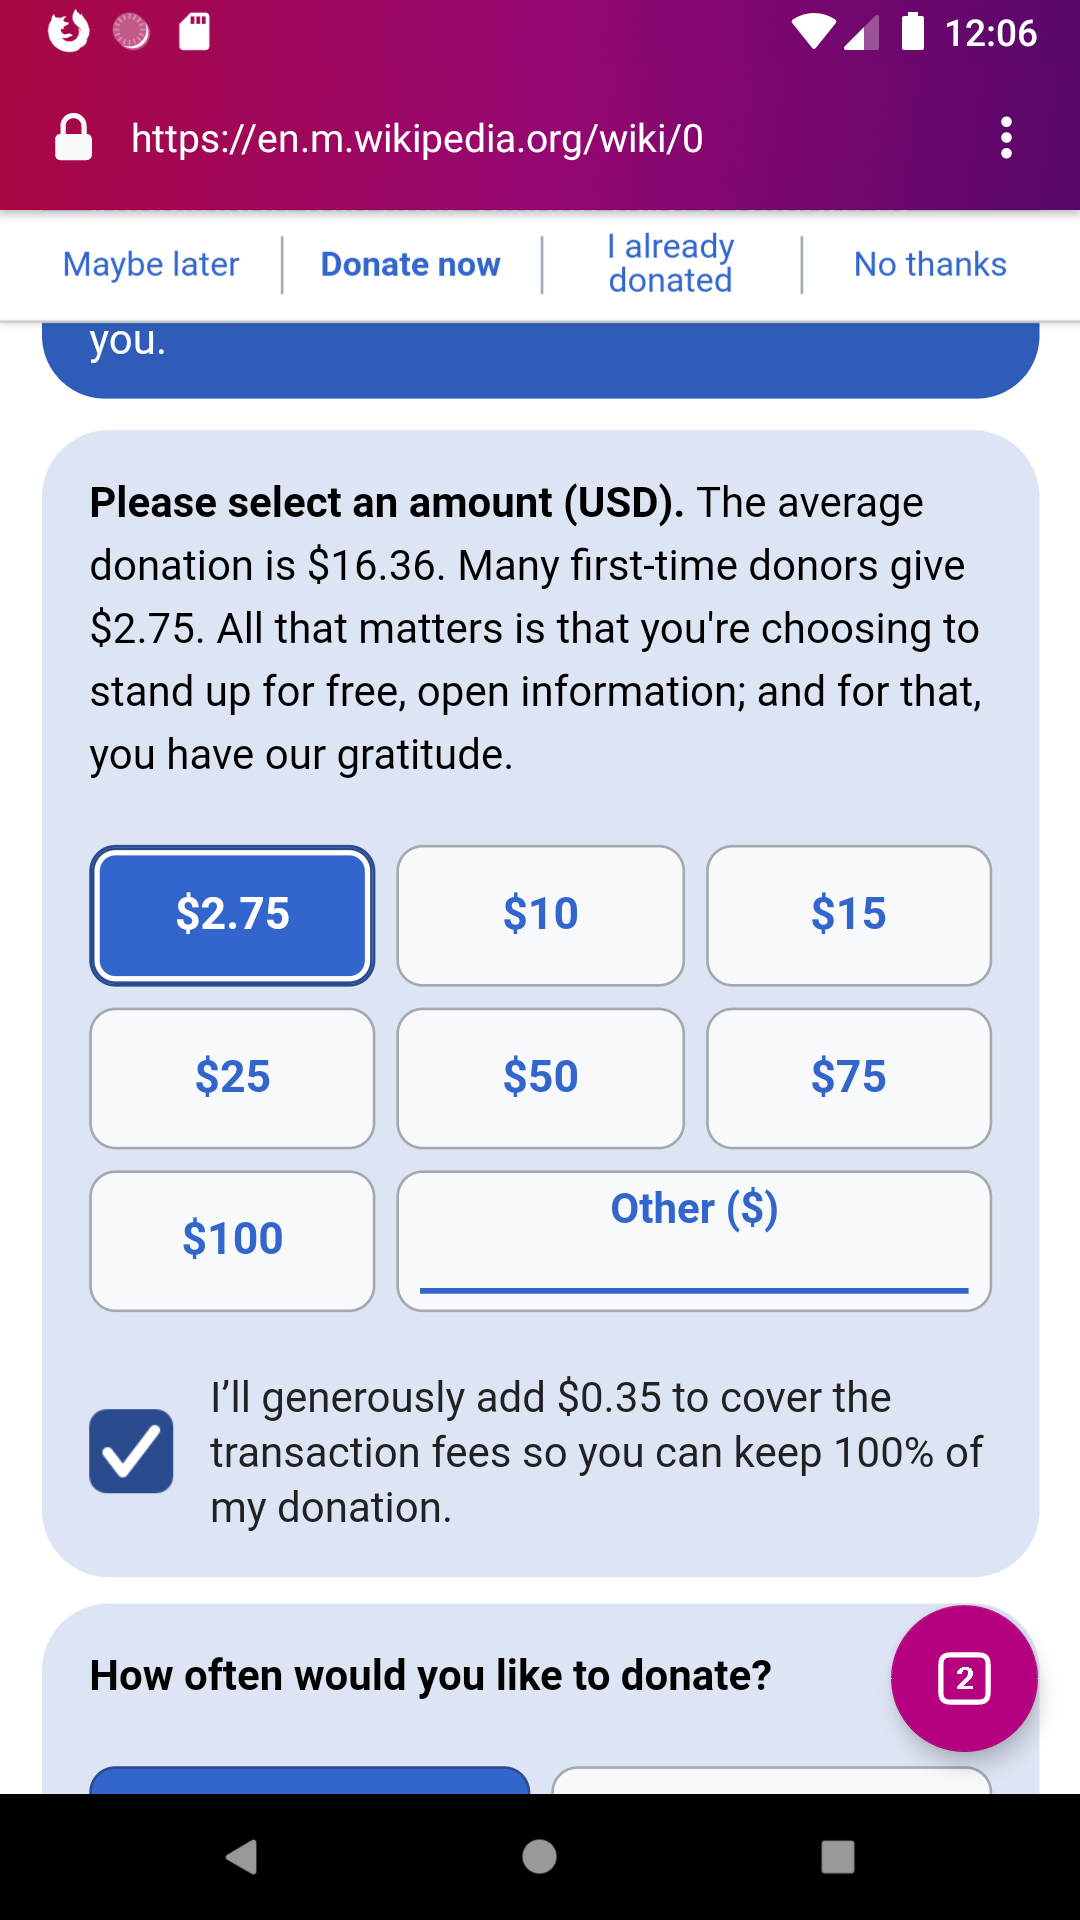 12:06
https://en.m.wikipedia.org/wiki/0
Maybe later
Donate now
I already
donated
No thanks
you.
Please select an amount (USD). The average
donation is $16.36. Many first-time donors give
$2.75. All that matters is that you're choosing to
stand up for free, open information; and for that,
you have our gratitude.
$2.75
$10
$15
$25
$50
$75
$100
Other ($)
I’ll generously add $0.35 to cover the
transaction fees so you can keep 100% of
my donation.
How often would you like to donate?
2